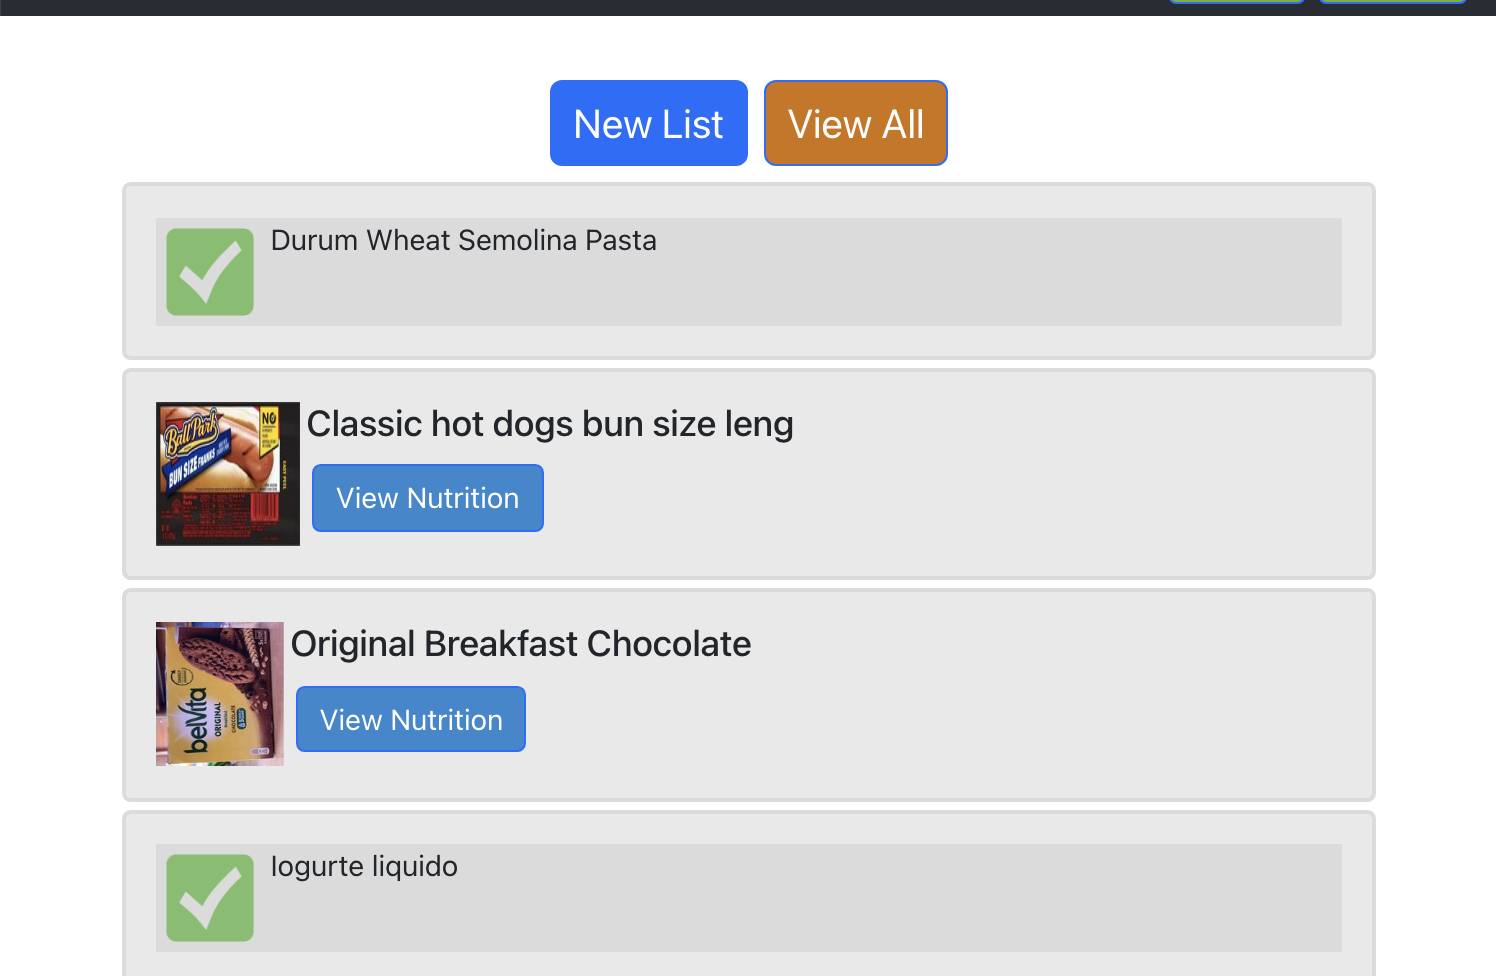 New List
View All
Durum Wheat Semolina Pasta
Classic hot dogs bun size leng
Ball Park
BUN SIZE FRANKS
NO
View Nutrition
Original Breakfast Chocolate
belVita
ORIGINAL
CHOCOLATE
View Nutrition
Iogurte liquido